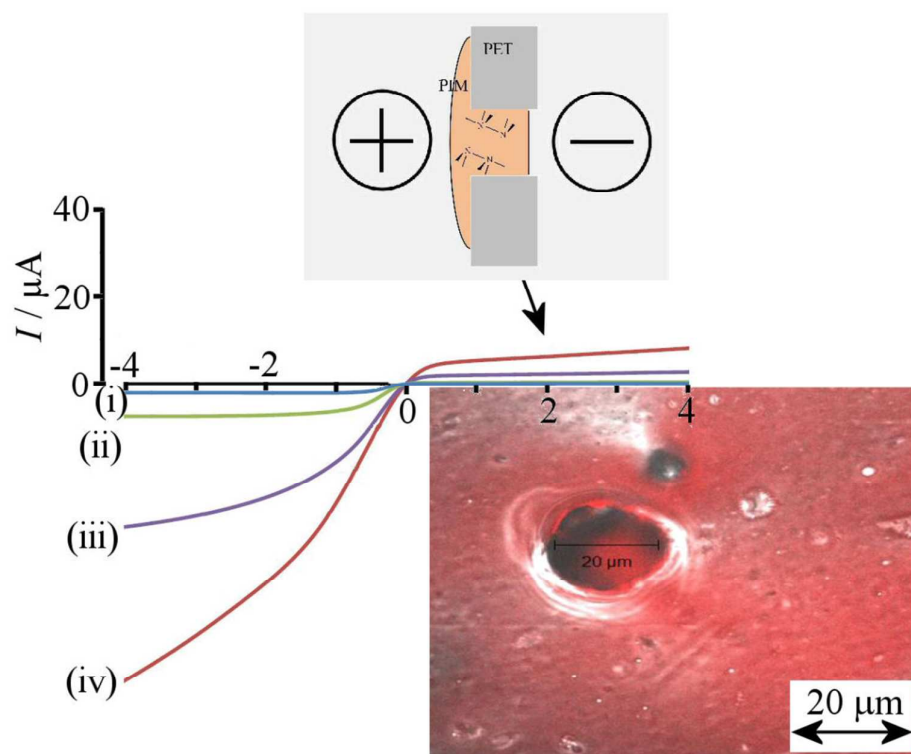 PET
PIM
N N
N N
40
I / μA
20
-4
-2
0
0
2
4
(i)
(ii)
(iii)
(iv)
20 μm
20 μm